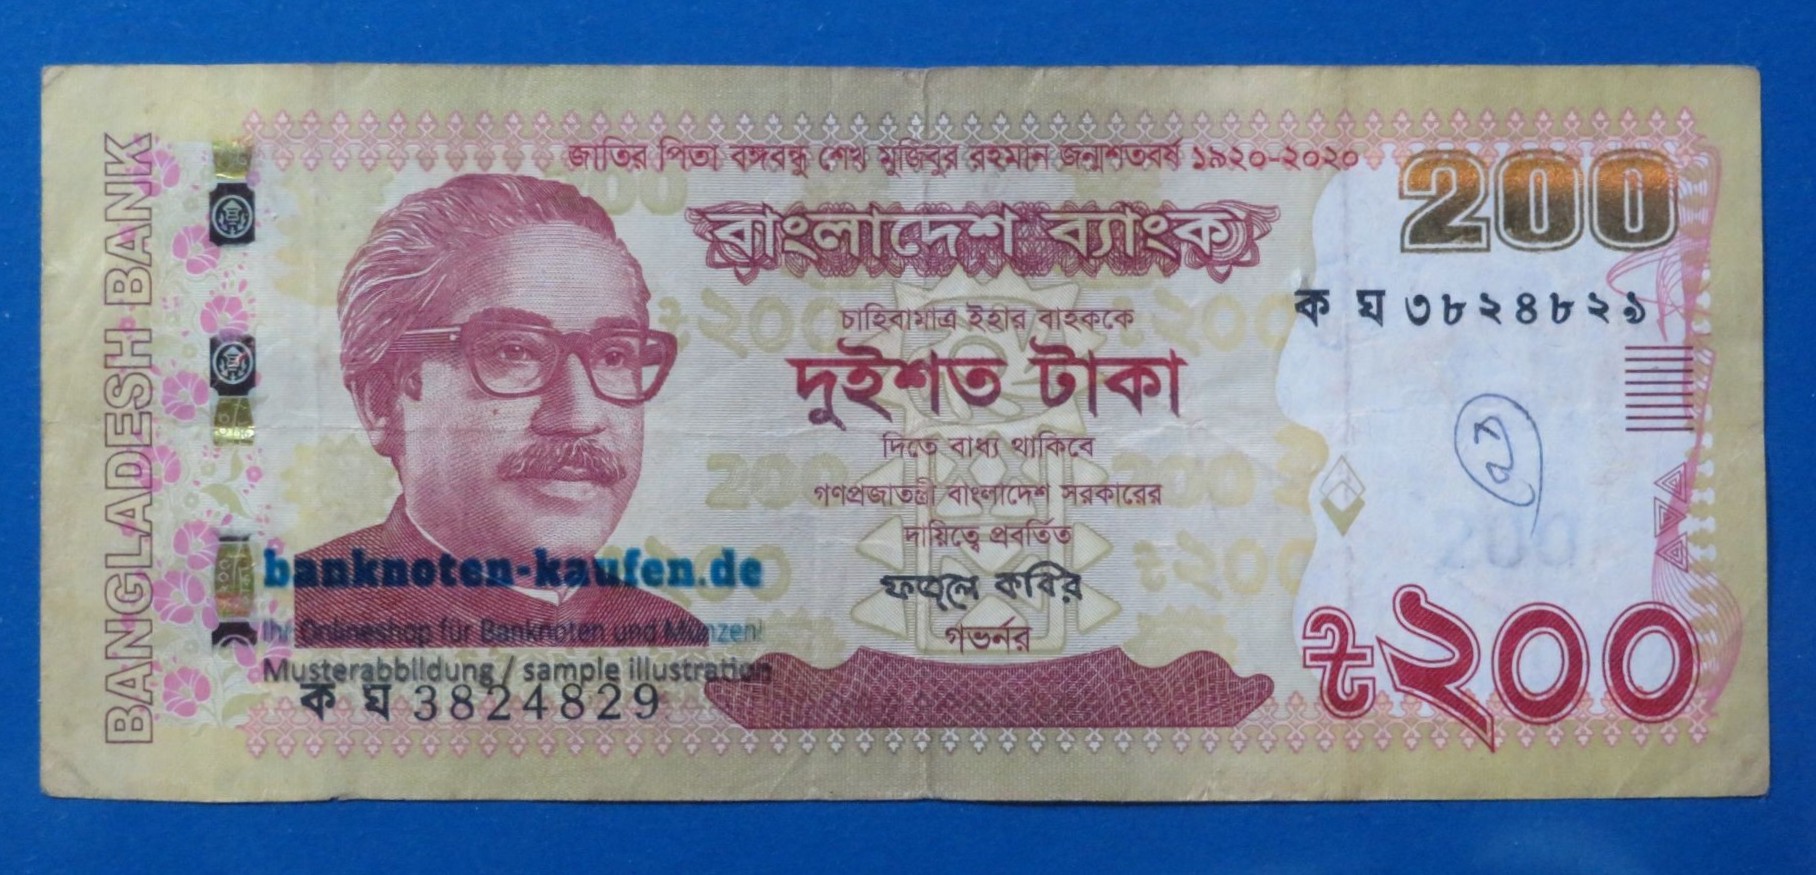 BANGLADESH BANK
জাতির পিতা বঙ্গবন্ধু শেখ মুজিবুর রহমান জন্মশতবর্ষ ১৯২০-২০২০
200
বাংলাদেশ ব্যাংক
ক ঘ ৩৮২৪৮২৯
চাহিবামাত্র ইহার বাহককে
দুইশত টাকা
দিতে বাধ্য থাকিবে
গণপ্রজাতন্ত্রী বাংলাদেশ সরকারের
দায়িত্বে প্রবর্তিত
ফজলে কবির
গভর্নর
200
৳২০০
banknoten-kaufen.de
Ihr Onlineshop für Banknoten und Münzen!
Musterabbildung / sample illustration
ক ঘ 3824829